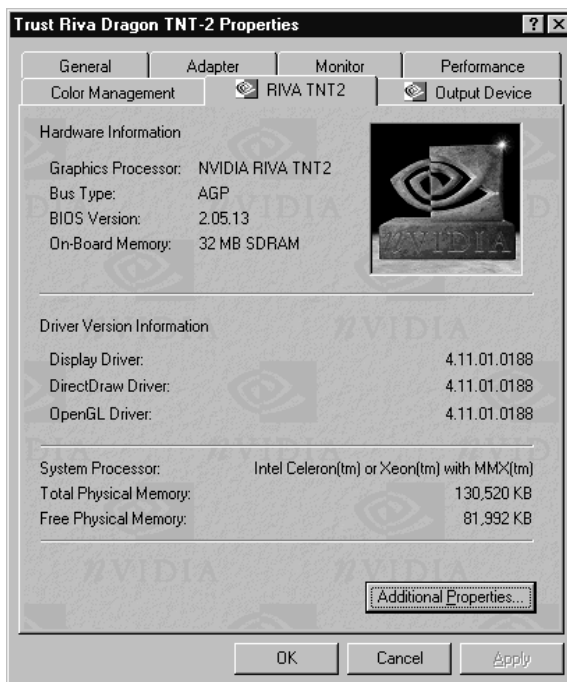 Trust Riva Dragon TNT-2 Properties ? ×
General Adapter Monitor Performance
Color Management RIVA TNT2 Output Device
Hardware Information
Graphics Processor: NVIDIA RIVA TNT2
Bus Type: AGP
BIOS Version: 2.05.13
On-Board Memory: 32 MB SDRAM
nVIDIA
Driver Version Information
Display Driver: 4.11.01.0188
DirectDraw Driver: 4.11.01.0188
OpenGL Driver: 4.11.01.0188
System Processor: Intel Celeron(tm) or Xeon(tm) with MMX(tm)
Total Physical Memory: 130,520 KB
Free Physical Memory: 81,992 KB
Additional Properties...
OK Cancel Apply